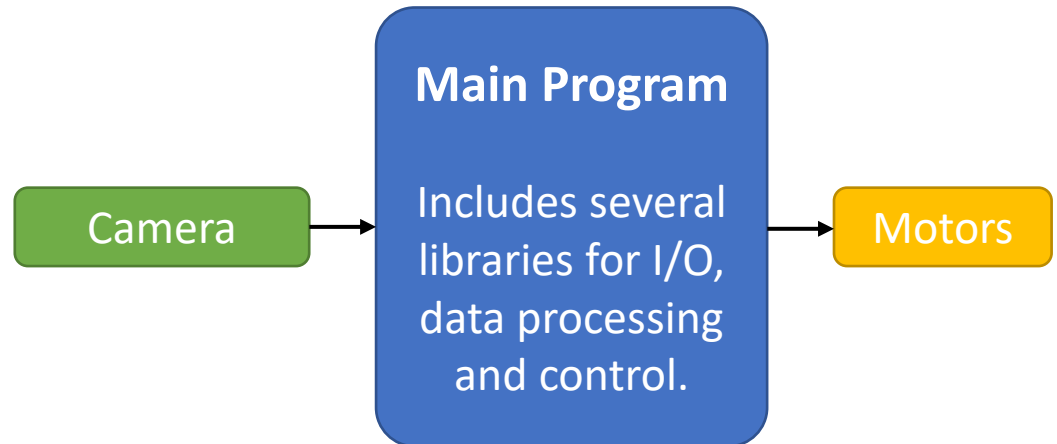 Camera
Main Program
Includes several
libraries for I/O,
data processing
and control.
Motors